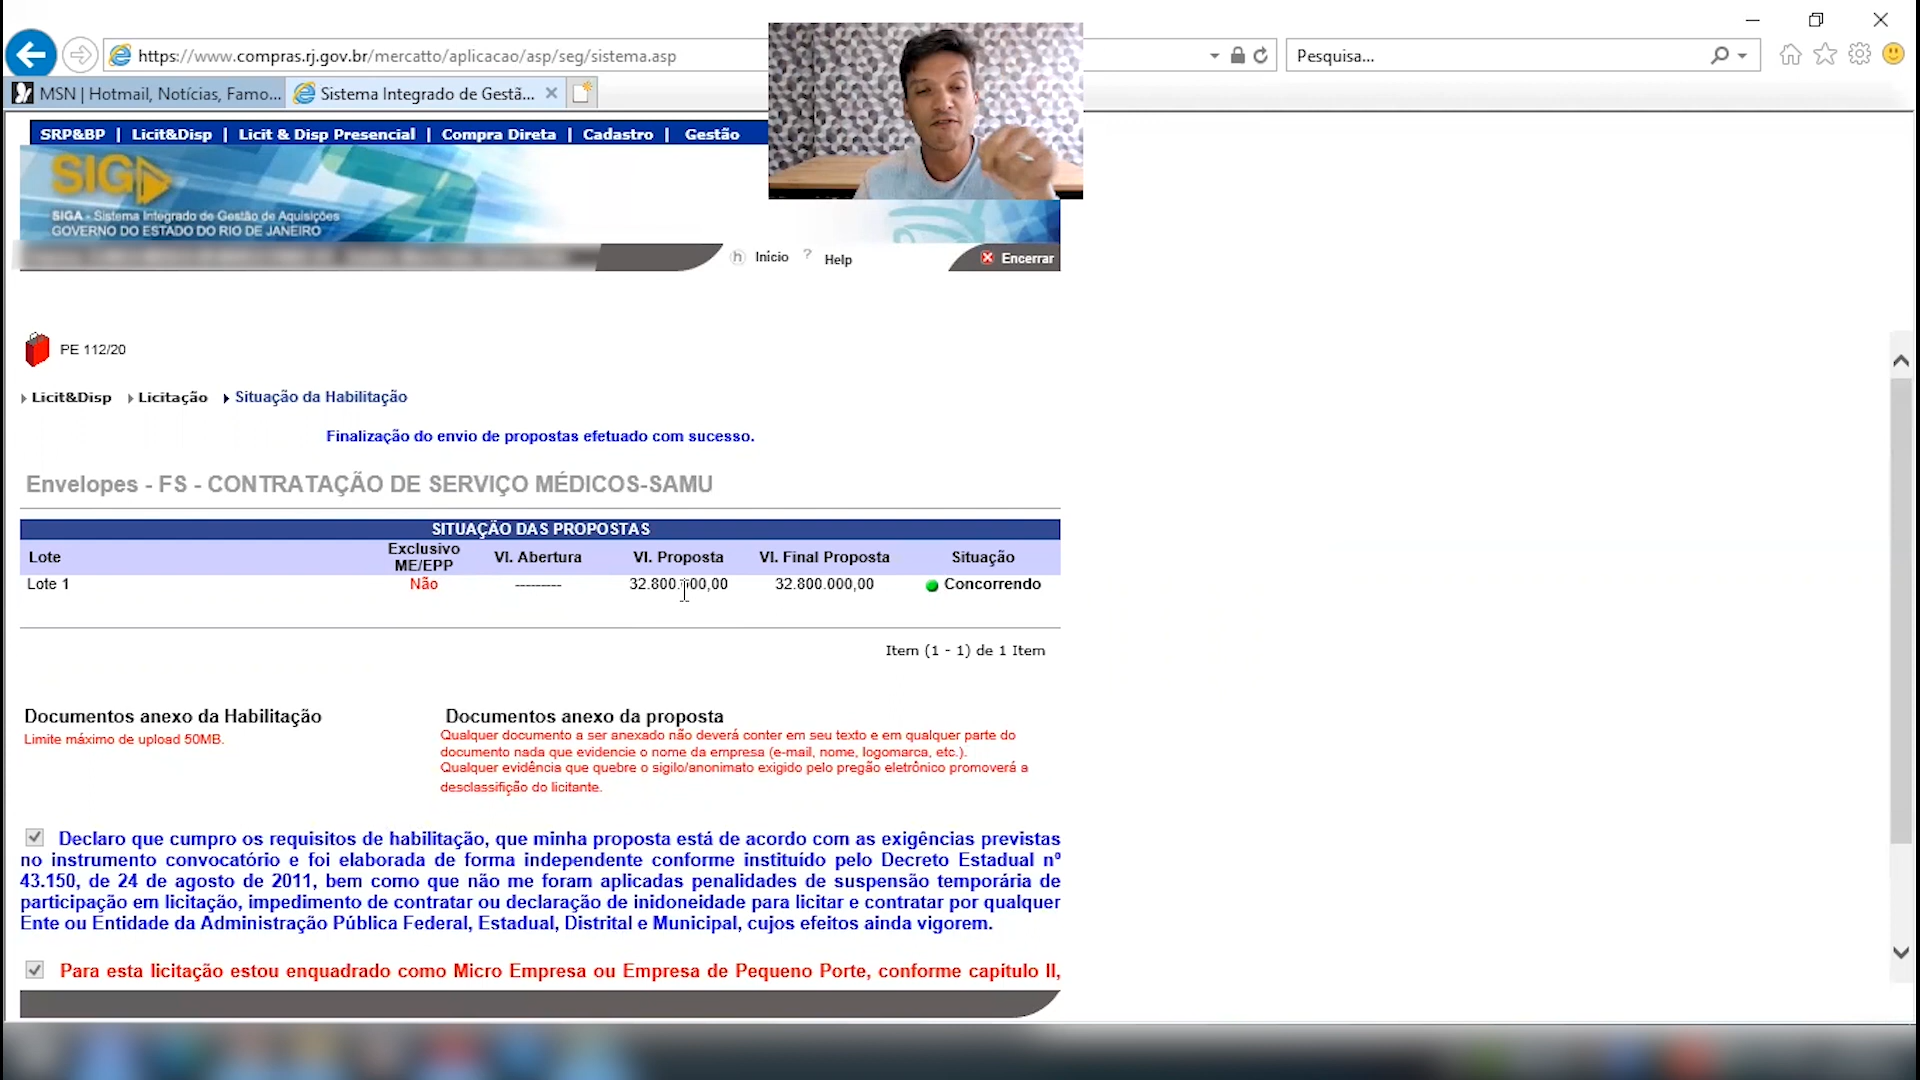 https://www.compras.rj.gov.br/mercatto/aplicacao/asp/seg/sistema.asp
Pesquisa...
MSN | Hotmail, Notícias, Famo...
Sistema Integrado de Gestã...
SRP&BP | Licit&Disp | Licit & Disp Presencial | Compra Direta | Cadastro | Gestão
SIGA
SIGA - Sistema Integrado de Gestão de Aquisições
GOVERNO DO ESTADO DO RIO DE JANEIRO
h Início ? Help
Encerrar
PE 112/20
Licit&Disp Licitação Situação da Habilitação
Finalização do envio de propostas efetuado com sucesso.
Envelopes - FS - CONTRATAÇÃO DE SERVIÇO MÉDICOS-SAMU
SITUAÇÃO DAS PROPOSTAS
Lote Exclusivo ME/EPP Vl. Abertura Vl. Proposta Vl. Final Proposta Situação
Lote 1 Não --------- 32.800.000,00 32.800.000,00 Concorrendo
Item (1 - 1) de 1 Item
Documentos anexo da Habilitação
Limite máximo de upload 50MB.
Documentos anexo da proposta
Qualquer documento a ser anexado não deverá conter em seu texto e em qualquer parte do
documento nada que evidencie o nome da empresa (e-mail, nome, logomarca, etc.).
Qualquer evidência que quebre o sigilo/anonimato exigido pelo pregão eletrônico promoverá a
desclassifição do licitante.
Declaro que cumpro os requisitos de habilitação, que minha proposta está de acordo com as exigências previstas
no instrumento convocatório e foi elaborada de forma independente conforme instituído pelo Decreto Estadual nº
43.150, de 24 de agosto de 2011, bem como que não me foram aplicadas penalidades de suspensão temporária de
participação em licitação, impedimento de contratar ou declaração de inidoneidade para licitar e contratar por qualquer
Ente ou Entidade da Administração Pública Federal, Estadual, Distrital e Municipal, cujos efeitos ainda vigorem.
Para esta licitação estou enquadrado como Micro Empresa ou Empresa de Pequeno Porte, conforme capitulo II,